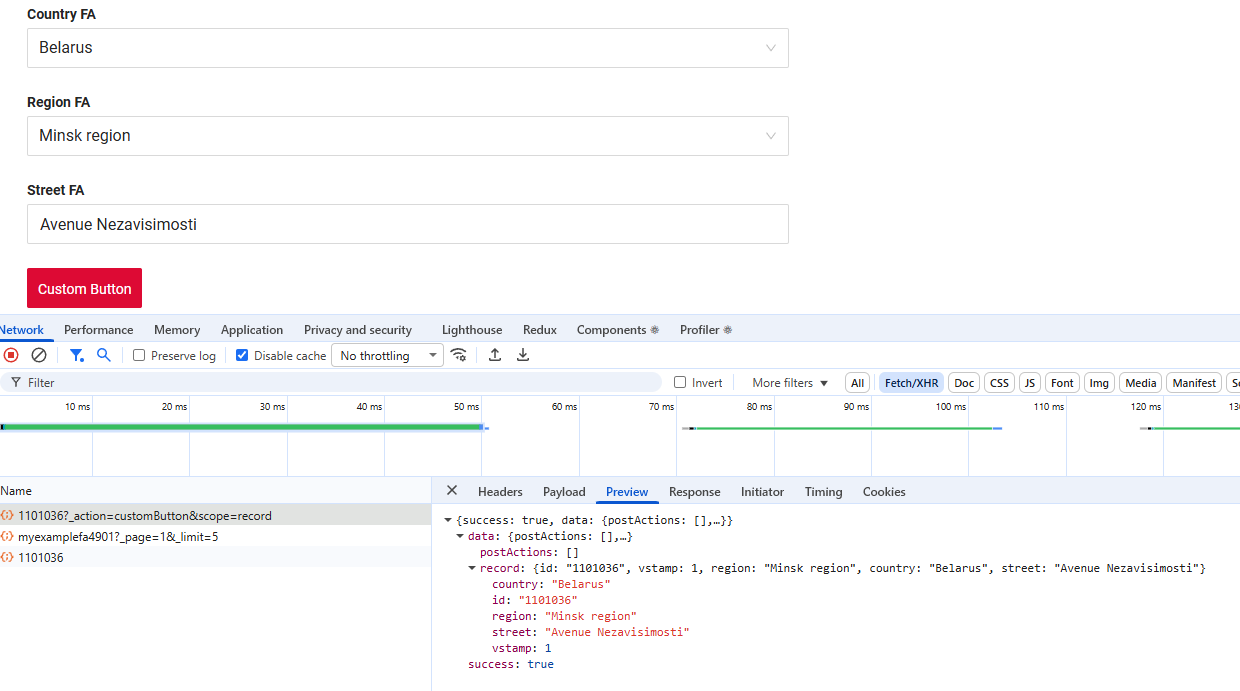 Country FA
Belarus
Region FA
Minsk region
Street FA
Avenue Nezavisimosti
Custom Button
Network Performance Memory Application Privacy and security Lighthouse Redux Components Profiler
Preserve log Disable cache No throttling
Filter Invert More filters All Fetch/XHR Doc CSS JS Font Img Media Manifest
10 ms 20 ms 30 ms 40 ms 50 ms 60 ms 70 ms 80 ms 90 ms 100 ms 110 ms 120 ms
Name
Headers Payload Preview Response Initiator Timing Cookies
1101036?_action=customButton&scope=record
myexamplefa4901?_page=1&_limit=5
1101036
{success: true, data: {postActions: [],…}}
data: {postActions: [],…}
postActions: []
record: {id: "1101036", vstamp: 1, region: "Minsk region", country: "Belarus", street: "Avenue Nezavisimosti"}
country: "Belarus"
id: "1101036"
region: "Minsk region"
street: "Avenue Nezavisimosti"
vstamp: 1
success: true